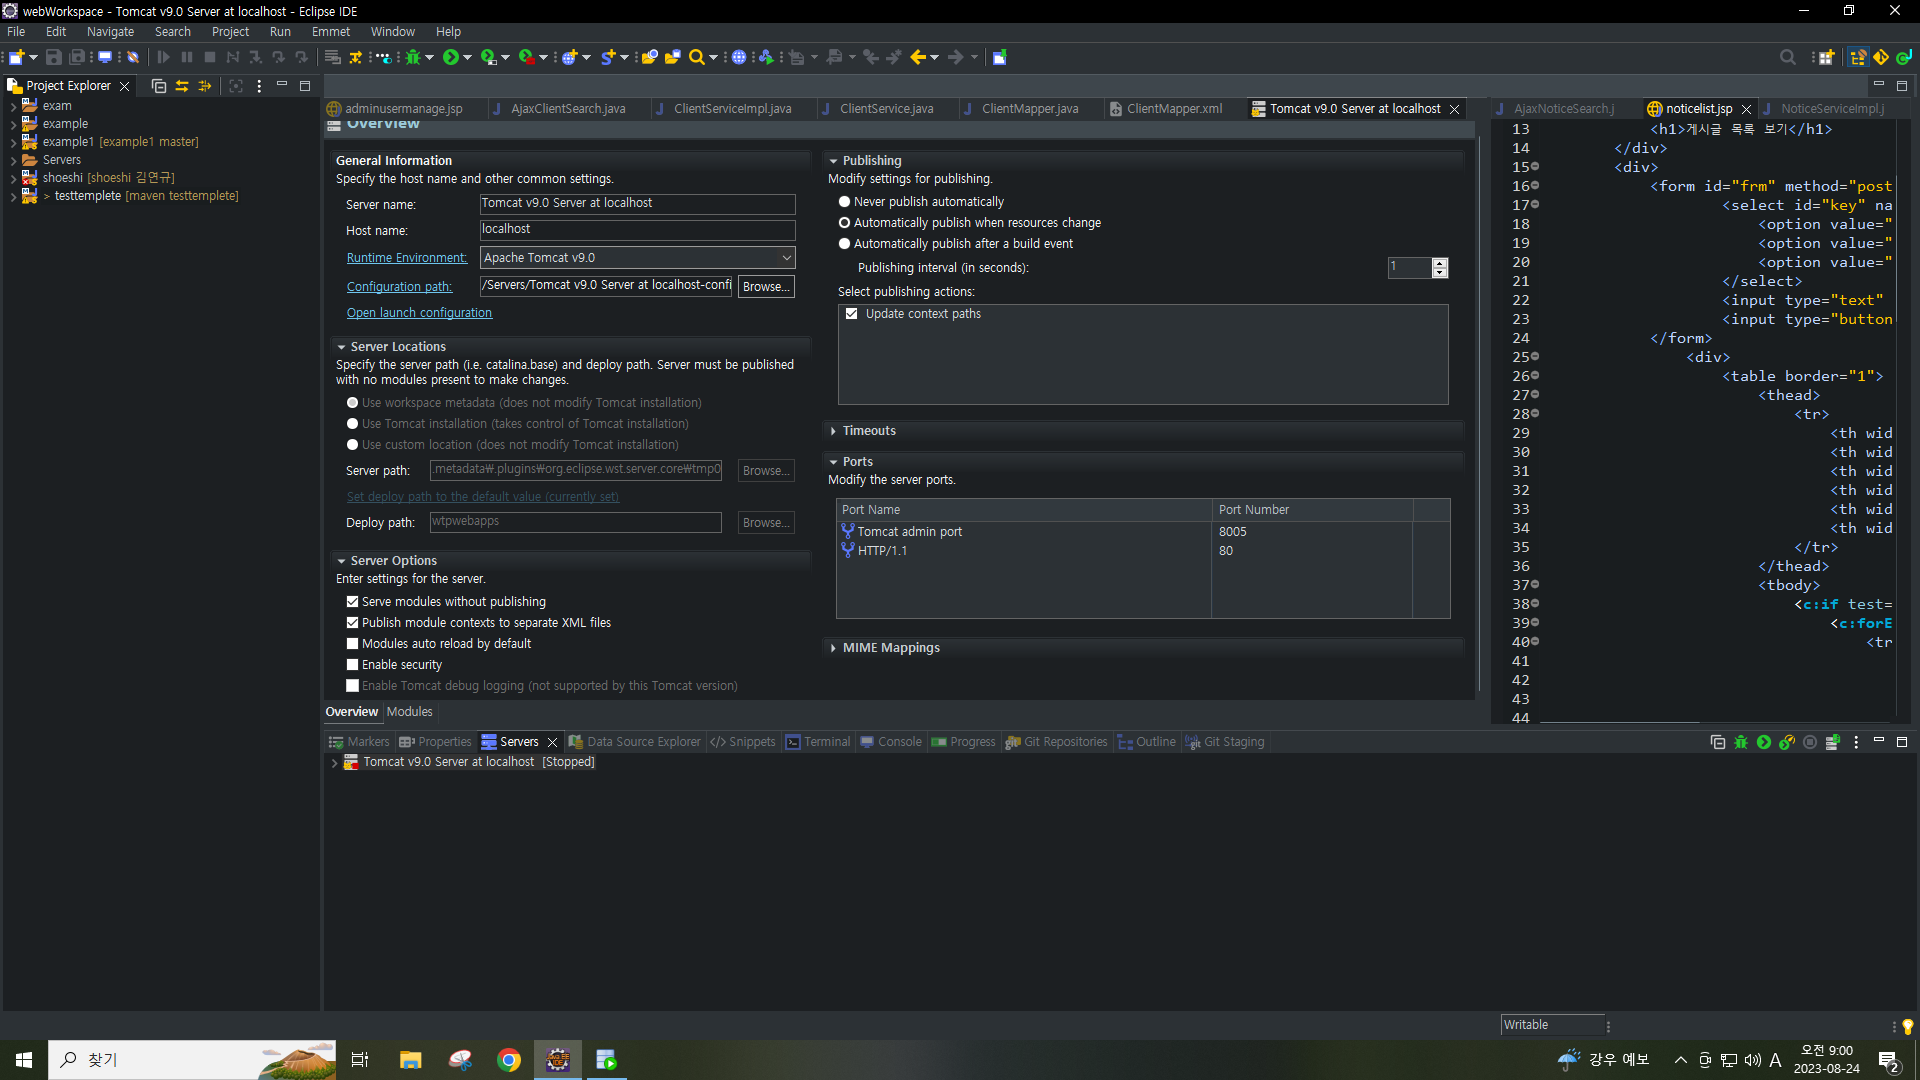 webWorkspace - Tomcat v9.0 Server at localhost - Eclipse IDE
File Edit Navigate Search Project Run Emmet Window Help
Project Explorer
exam
example
example1 [example1 master]
Servers
shoeshi [shoeshi 김연규]
> testtemplete [maven testtemplete]
adminusermanage.jsp AjaxClientSearch.java ClientServiceImpl.java ClientService.java ClientMapper.java ClientMapper.xml Tomcat v9.0 Server at localhost
Overview
General Information
Specify the host name and other common settings.
Server name: Tomcat v9.0 Server at localhost
Host name: localhost
Runtime Environment: Apache Tomcat v9.0
Configuration path: /Servers/Tomcat v9.0 Server at localhost-confi Browse...
Open launch configuration
Server Locations
Specify the server path (i.e. catalina.base) and deploy path. Server must be published
with no modules present to make changes.
Use workspace metadata (does not modify Tomcat installation)
Use Tomcat installation (takes control of Tomcat installation)
Use custom location (does not modify Tomcat installation)
Server path: .metadata₩.plugins₩org.eclipse.wst.server.core₩tmp0 Browse...
Set deploy path to the default value (currently set)
Deploy path: wtpwebapps Browse...
Server Options
Enter settings for the server.
Serve modules without publishing
Publish module contexts to separate XML files
Modules auto reload by default
Enable security
Enable Tomcat debug logging (not supported by this Tomcat version)
Publishing
Modify settings for publishing.
Never publish automatically
Automatically publish when resources change
Automatically publish after a build event
Publishing interval (in seconds): 1
Select publishing actions:
Update context paths
Timeouts
Ports
Modify the server ports.
Port Name Port Number
Tomcat admin port 8005
HTTP/1.1 80
MIME Mappings
Overview Modules
AjaxNoticeSearch.j noticelist.jsp NoticeServiceImpl.j
13 <h1>게시글 목록 보기</h1>
14 </div>
15 <div>
16 <form id="frm" method="post
17 <select id="key" na
18 <option value="
19 <option value="
20 <option value="
21 </select>
22 <input type="text"
23 <input type="button
24 </form>
25 <div>
26 <table border="1">
27 <thead>
28 <tr>
29 <th wid
30 <th wid
31 <th wid
32 <th wid
33 <th wid
34 <th wid
35 </tr>
36 </thead>
37 <tbody>
38 <c:if test=
39 <c:forE
40 <tr
41
42
43
44
Markers Properties Servers Data Source Explorer Snippets Terminal Console Progress Git Repositories Outline Git Staging
Tomcat v9.0 Server at localhost [Stopped]
Writable
찾기
강우 예보
A
오전 9:00
2023-08-24
2